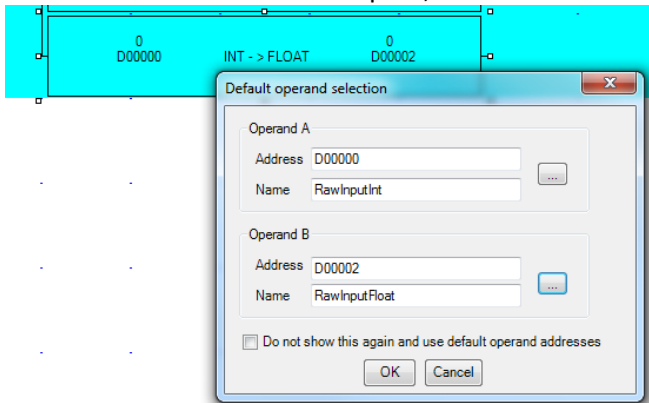 0 0
D00000 INT - > FLOAT D00002
Default operand selection
Operand A
Address D00000
...
Name RawInputInt
Operand B
Address D00002
...
Name RawInputFloat
Do not show this again and use default operand addresses
OK Cancel